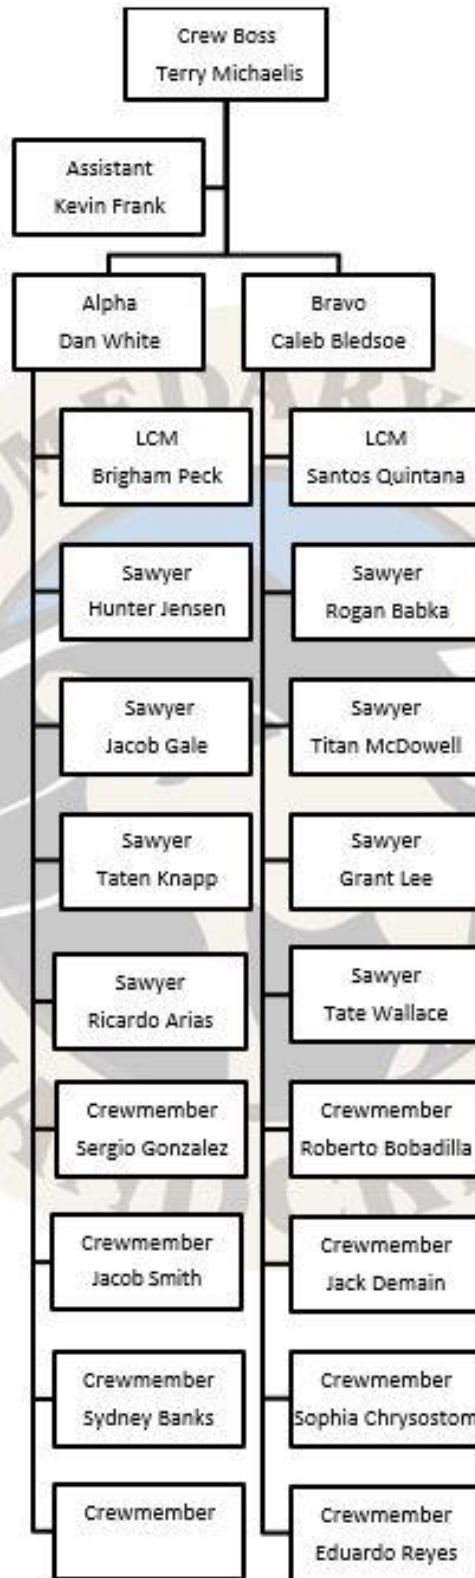 Crew Boss
Terry Michaelis
Assistant
Kevin Frank
Alpha
Dan White
Bravo
Caleb Bledsoe
LCM
Brigham Peck
LCM
Santos Quintana
Sawyer
Hunter Jensen
Sawyer
Rogan Babka
Sawyer
Jacob Gale
Sawyer
Titan McDowell
Sawyer
Taten Knapp
Sawyer
Grant Lee
Sawyer
Ricardo Arias
Sawyer
Tate Wallace
Crewmember
Sergio Gonzalez
Crewmember
Roberto Bobadilla
Crewmember
Jacob Smith
Crewmember
Jack Demain
Crewmember
Sydney Banks
Crewmember
Sophia Chrysostom
Crewmember
Crewmember
Eduardo Reyes